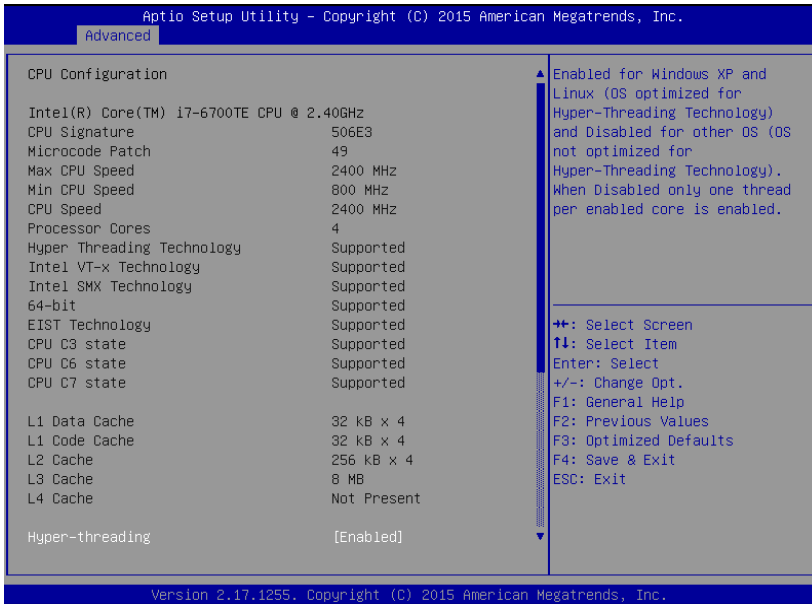 Aptio Setup Utility – Copyright (C) 2015 American Megatrends, Inc.
Advanced
CPU Configuration
Intel(R) Core(TM) i7-6700TE CPU @ 2.40GHz
CPU Signature 506E3
Microcode Patch 49
Max CPU Speed 2400 MHz
Min CPU Speed 800 MHz
CPU Speed 2400 MHz
Processor Cores 4
Hyper Threading Technology Supported
Intel VT-x Technology Supported
Intel SMX Technology Supported
64-bit Supported
EIST Technology Supported
CPU C3 state Supported
CPU C6 state Supported
CPU C7 state Supported
L1 Data Cache 32 kB x 4
L1 Code Cache 32 kB x 4
L2 Cache 256 kB x 4
L3 Cache 8 MB
L4 Cache Not Present
Hyper-threading [Enabled]
Enabled for Windows XP and
Linux (OS optimized for
Hyper-Threading Technology)
and Disabled for other OS (OS
not optimized for
Hyper-Threading Technology).
When Disabled only one thread
per enabled core is enabled.
→←: Select Screen
↑↓: Select Item
Enter: Select
+/-: Change Opt.
F1: General Help
F2: Previous Values
F3: Optimized Defaults
F4: Save & Exit
ESC: Exit
Version 2.17.1255. Copyright (C) 2015 American Megatrends, Inc.